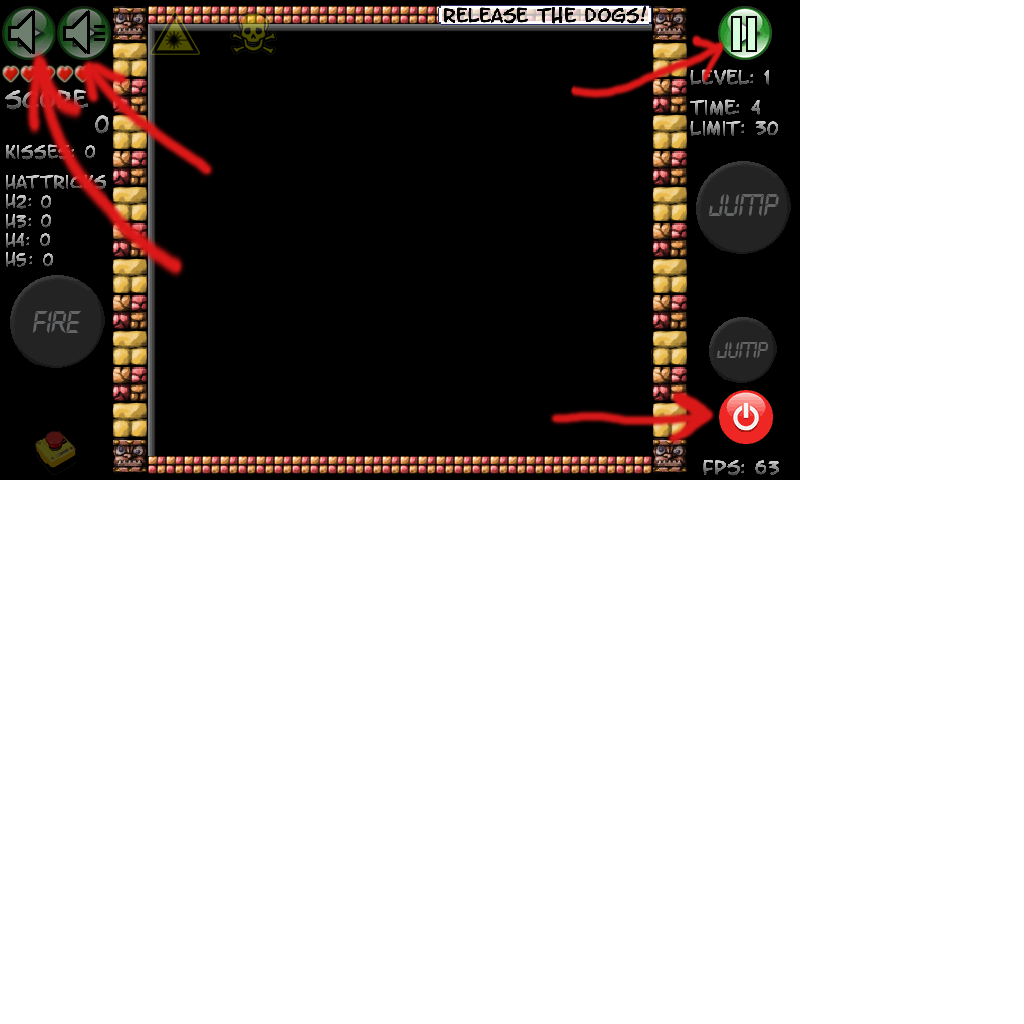 RELEASE THE DOGS!
SCORE
0
KISSES: 0
HATTRICKS
H2: 0
H3: 0
H4: 0
H5: 0
FIRE
LEVEL: 1
TIME: 4
LIMIT: 30
JUMP
JUMP
FPS: 63